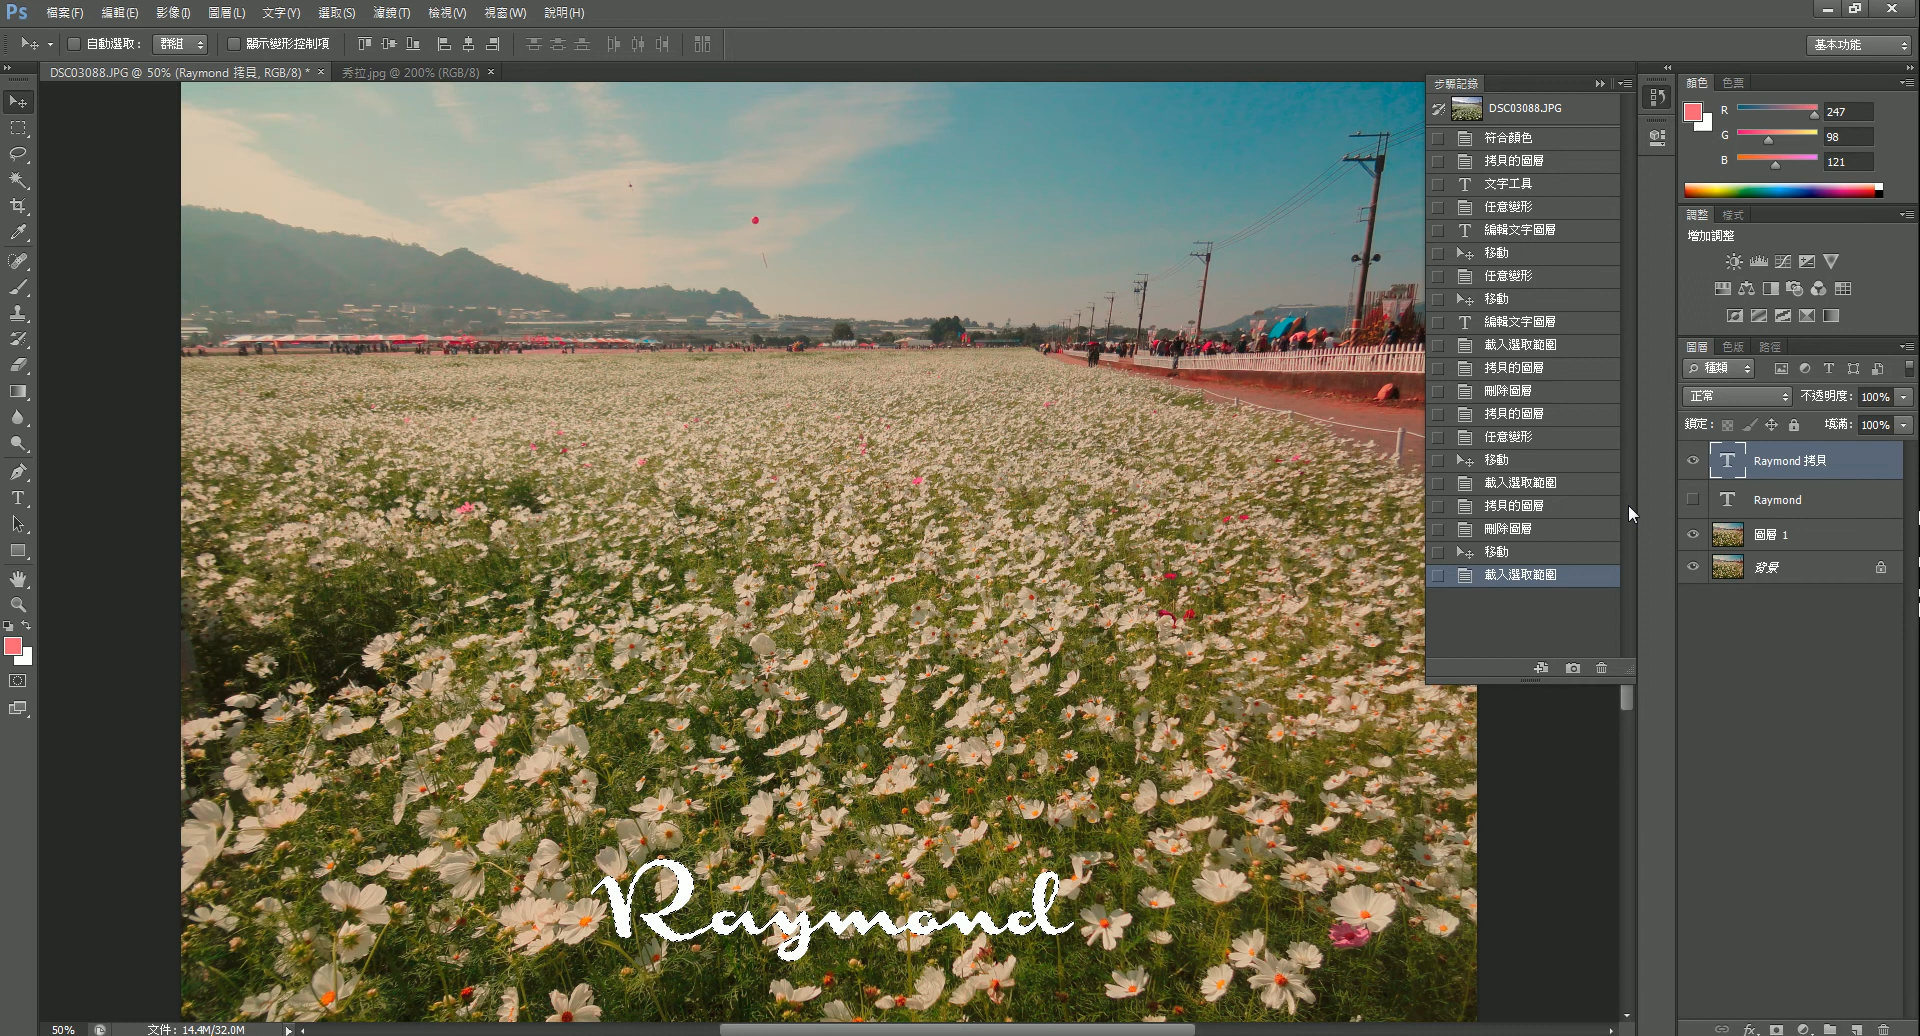 Ps 檔案(F) 編輯(E) 影像(I) 圖層(L) 文字(Y) 選取(S) 濾鏡(T) 檢視(V) 視窗(W) 說明(H)
自動選取: 群組 顯示變形控制項 基本功能
DSC03088.JPG @ 50% (Raymond 拷貝, RGB/8) * × 秀拉.jpg @ 200% (RGB/8) ×
步驟記錄
DSC03088.JPG
符合顏色
拷貝的圖層
文字工具
任意變形
編輯文字圖層
移動
任意變形
移動
編輯文字圖層
載入選取範圍
拷貝的圖層
刪除圖層
拷貝的圖層
任意變形
移動
載入選取範圍
拷貝的圖層
刪除圖層
移動
載入選取範圍
顏色 色票
R 247
G 98
B 121
調整 樣式
增加調整
圖層 色版 路徑
種類
正常 不透明度: 100%
鎖定: 填滿: 100%
Raymond 拷貝
Raymond
圖層 1
背景
Raymond
50% 文件: 14.4M/32.0M